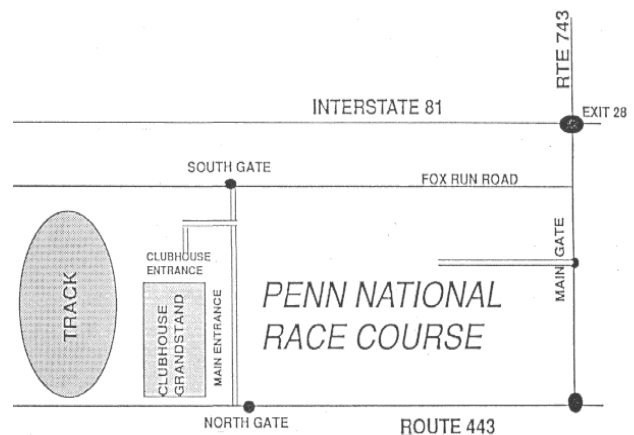 RTE 743
INTERSTATE 81
EXIT 28
SOUTH GATE
FOX RUN ROAD
CLUBHOUSE
ENTRANCE
MAIN GATE
TRACK
CLUBHOUSE
GRANDSTAND
MAIN ENTRANCE
PENN NATIONAL
RACE COURSE
NORTH GATE
ROUTE 443